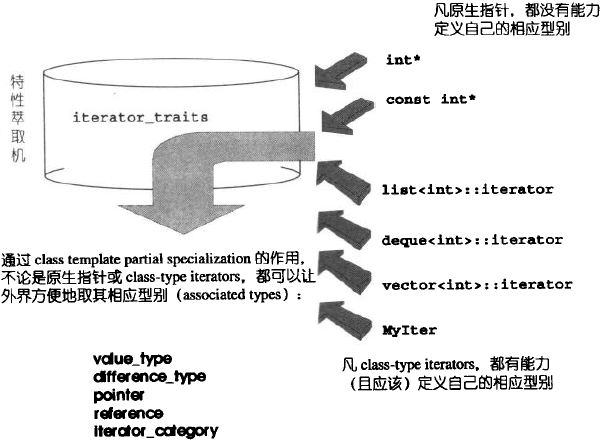 凡原生指针，都没有能力
定义自己的相应型别
int*
const int*
特性萃取机
iterator_traits
list<int>::iterator
deque<int>::iterator
vector<int>::iterator
MyIter
通过 class template partial specialization 的作用，
不论是原生指针或 class-type iterators，都可以让
外界方便地取其相应型别（associated types）：
value_type
difference_type
pointer
reference
iterator_category
凡 class-type iterators，都有能力
（且应该）定义自己的相应型别